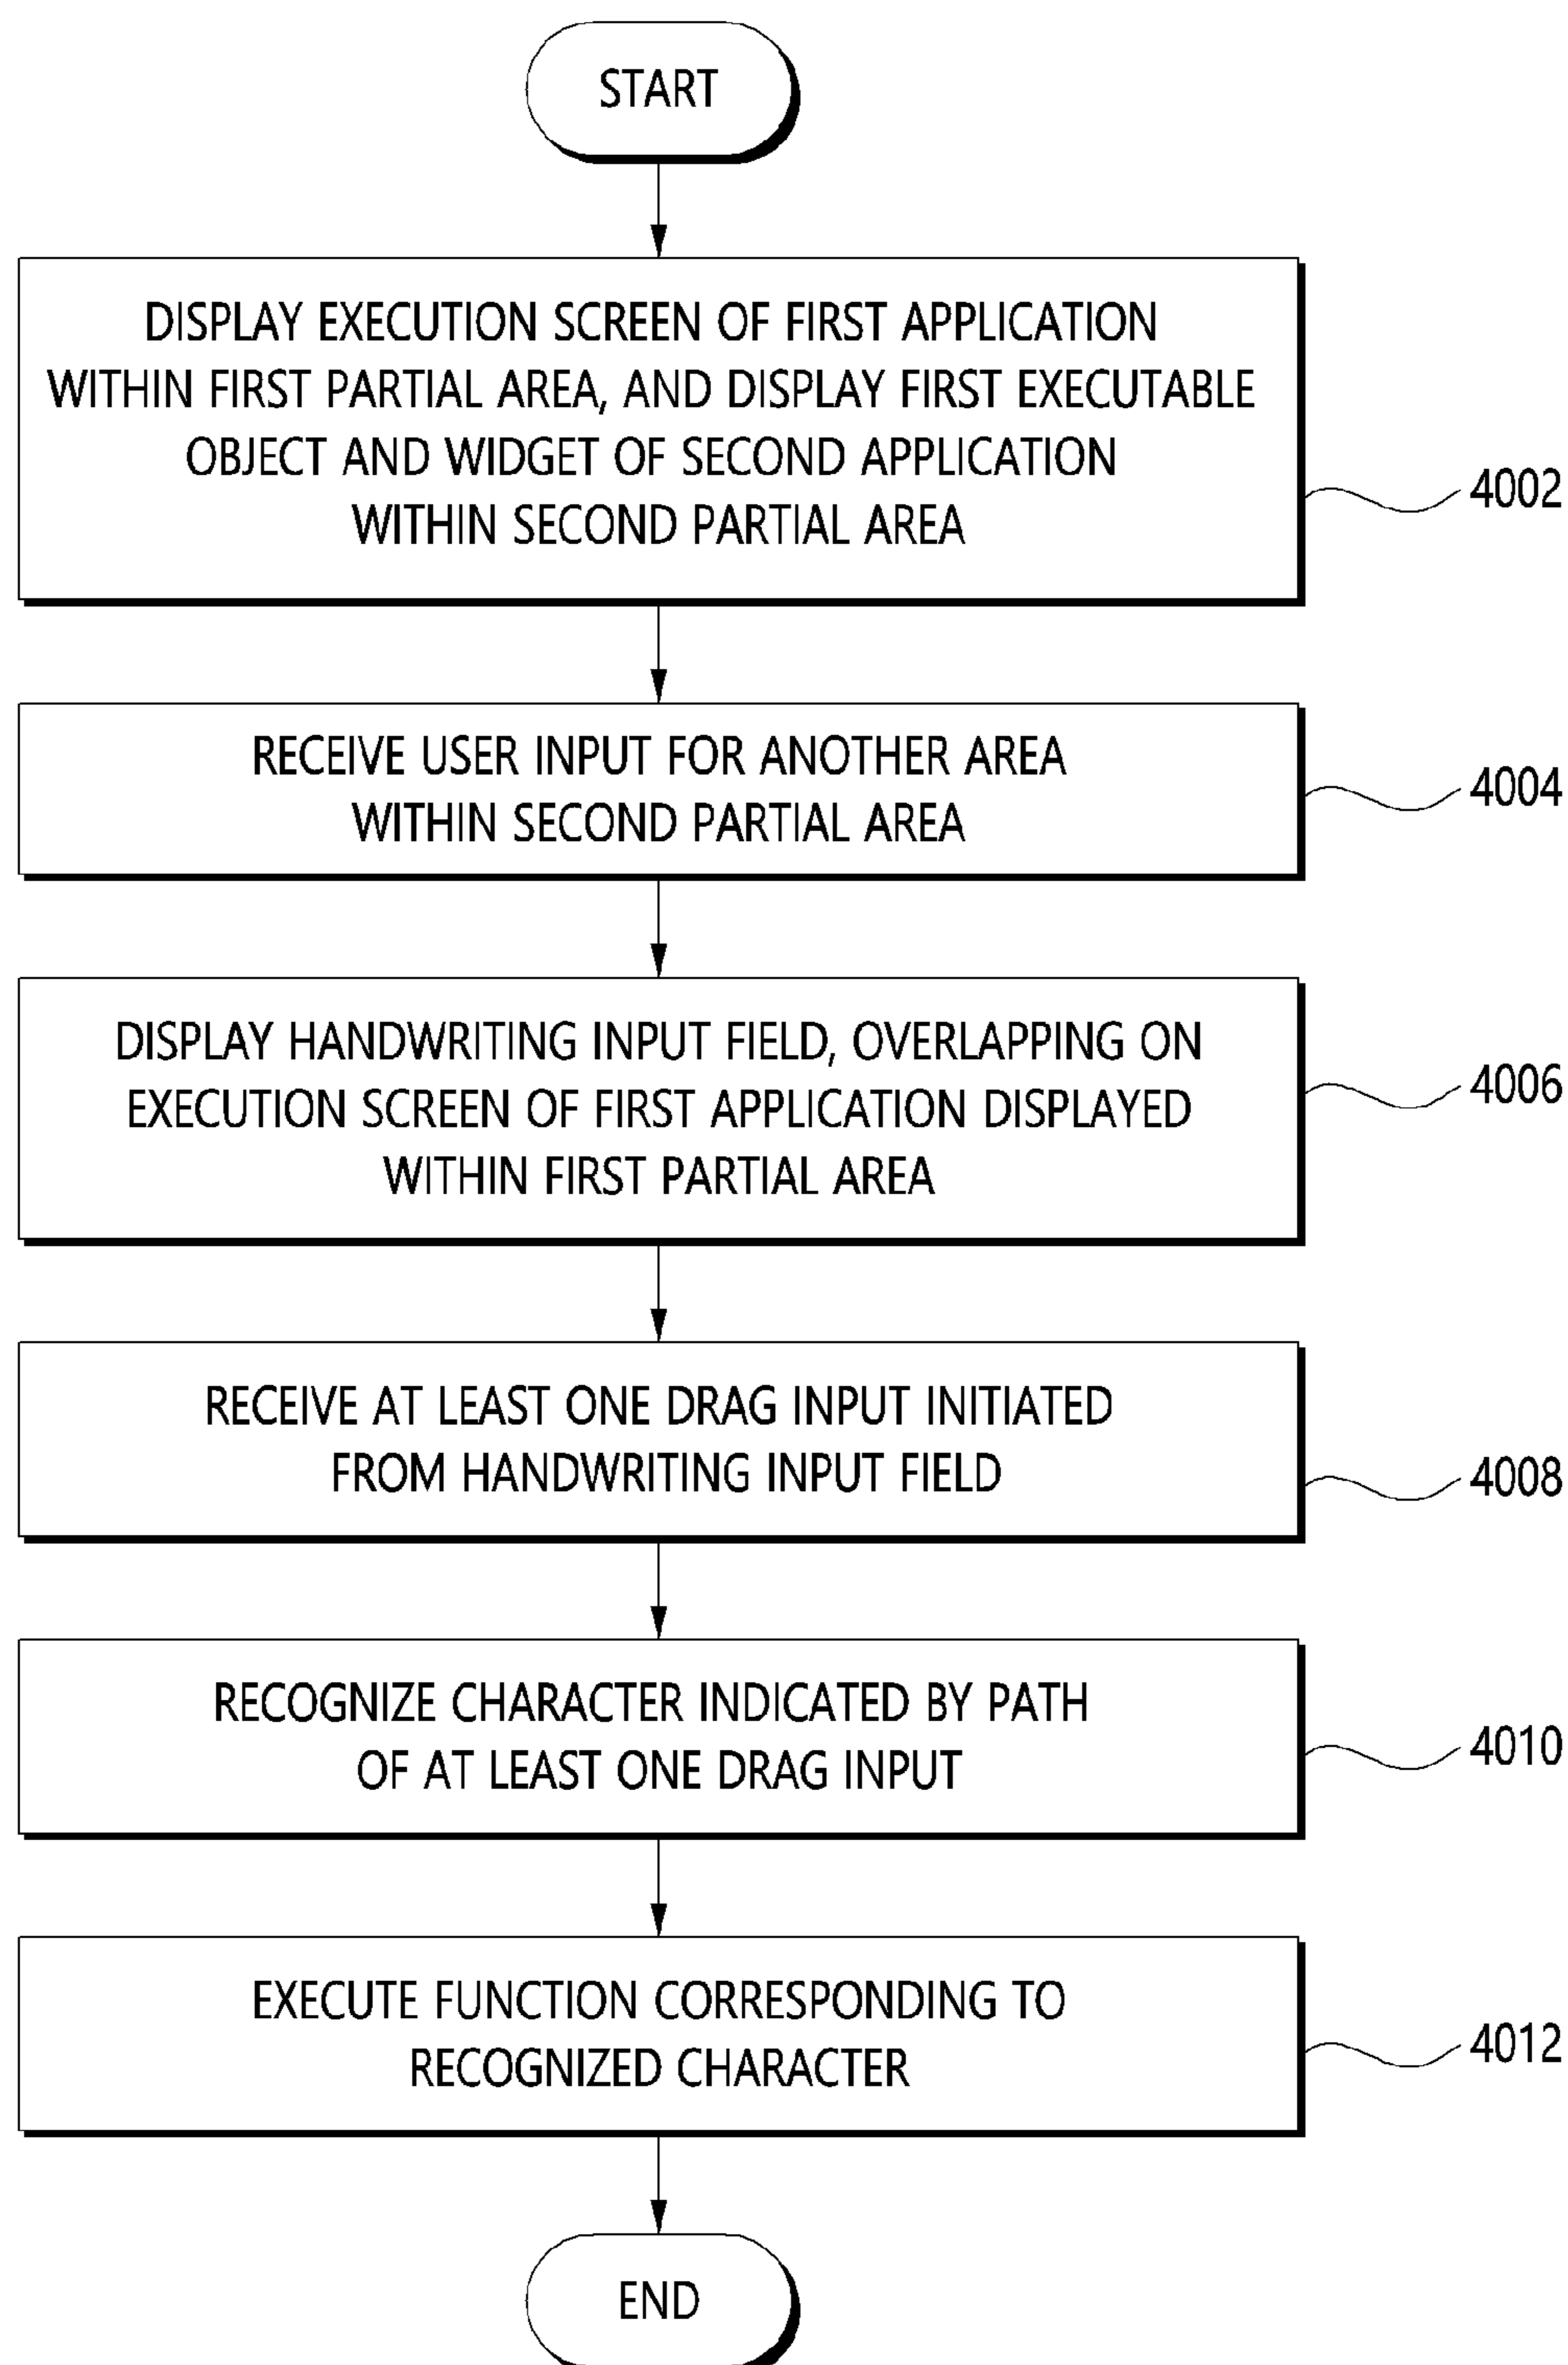 START
DISPLAY EXECUTION SCREEN OF FIRST APPLICATION
WITHIN FIRST PARTIAL AREA, AND DISPLAY FIRST EXECUTABLE
OBJECT AND WIDGET OF SECOND APPLICATION
WITHIN SECOND PARTIAL AREA
4002
RECEIVE USER INPUT FOR ANOTHER AREA
WITHIN SECOND PARTIAL AREA
4004
DISPLAY HANDWRITING INPUT FIELD, OVERLAPPING ON
EXECUTION SCREEN OF FIRST APPLICATION DISPLAYED
WITHIN FIRST PARTIAL AREA
4006
RECEIVE AT LEAST ONE DRAG INPUT INITIATED
FROM HANDWRITING INPUT FIELD
4008
RECOGNIZE CHARACTER INDICATED BY PATH
OF AT LEAST ONE DRAG INPUT
4010
EXECUTE FUNCTION CORRESPONDING TO
RECOGNIZED CHARACTER
4012
END